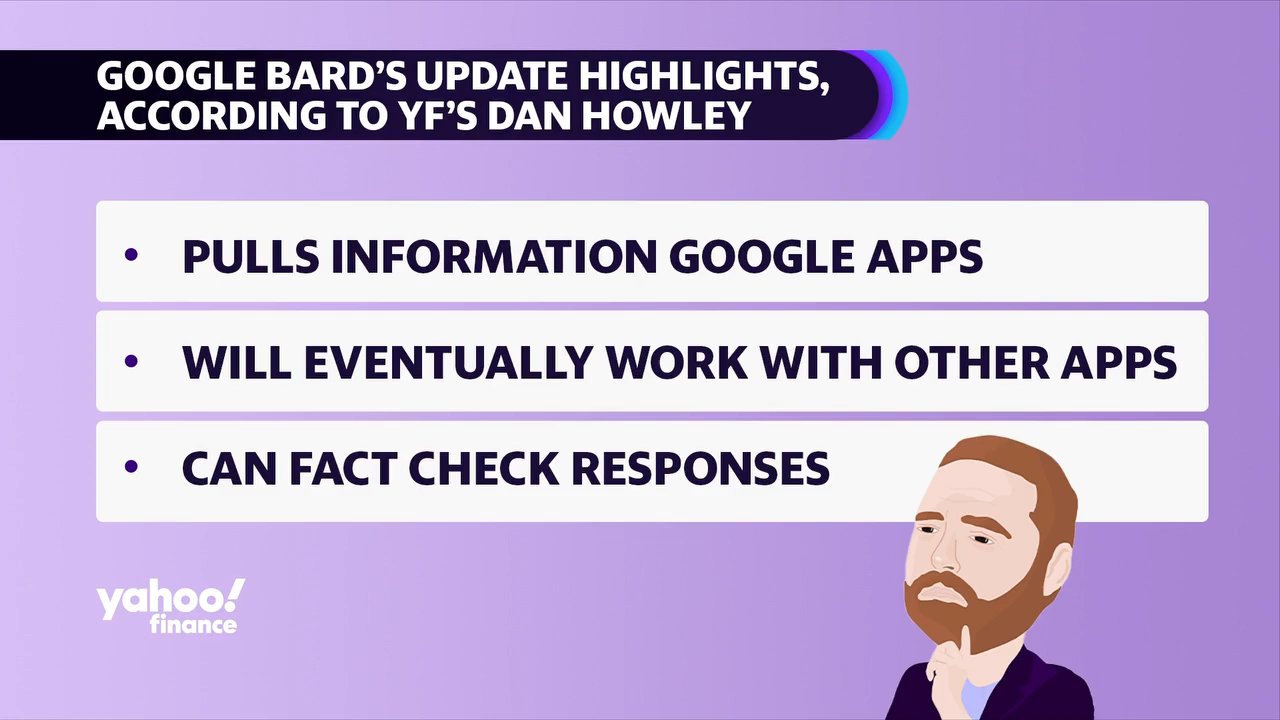 GOOGLE BARD’S UPDATE HIGHLIGHTS,
ACCORDING TO YF’S DAN HOWLEY
• PULLS INFORMATION GOOGLE APPS
• WILL EVENTUALLY WORK WITH OTHER APPS
• CAN FACT CHECK RESPONSES
yahoo!
finance